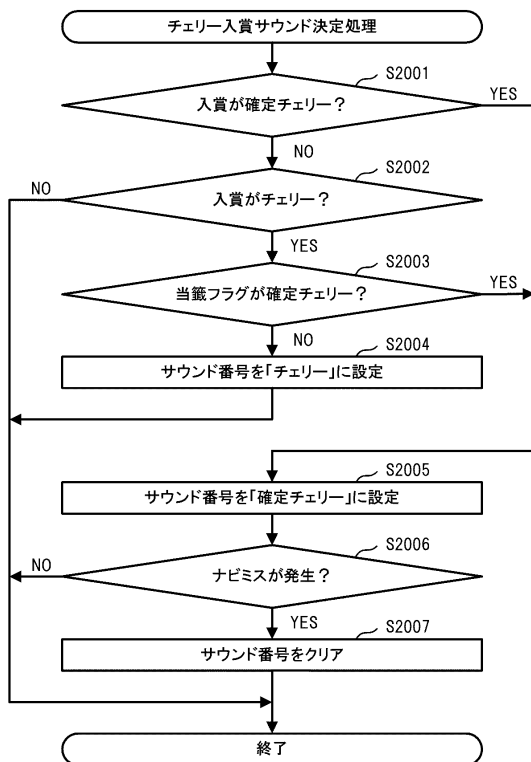 チェリー入賞サウンド決定処理
S2001
入賞が確定チェリー？
YES
NO
S2002
NO
入賞がチェリー？
YES
S2003
当籤フラグが確定チェリー？
YES
NO
S2004
サウンド番号を「チェリー」に設定
S2005
サウンド番号を「確定チェリー」に設定
S2006
NO
ナビミスが発生？
YES
S2007
サウンド番号をクリア
終了